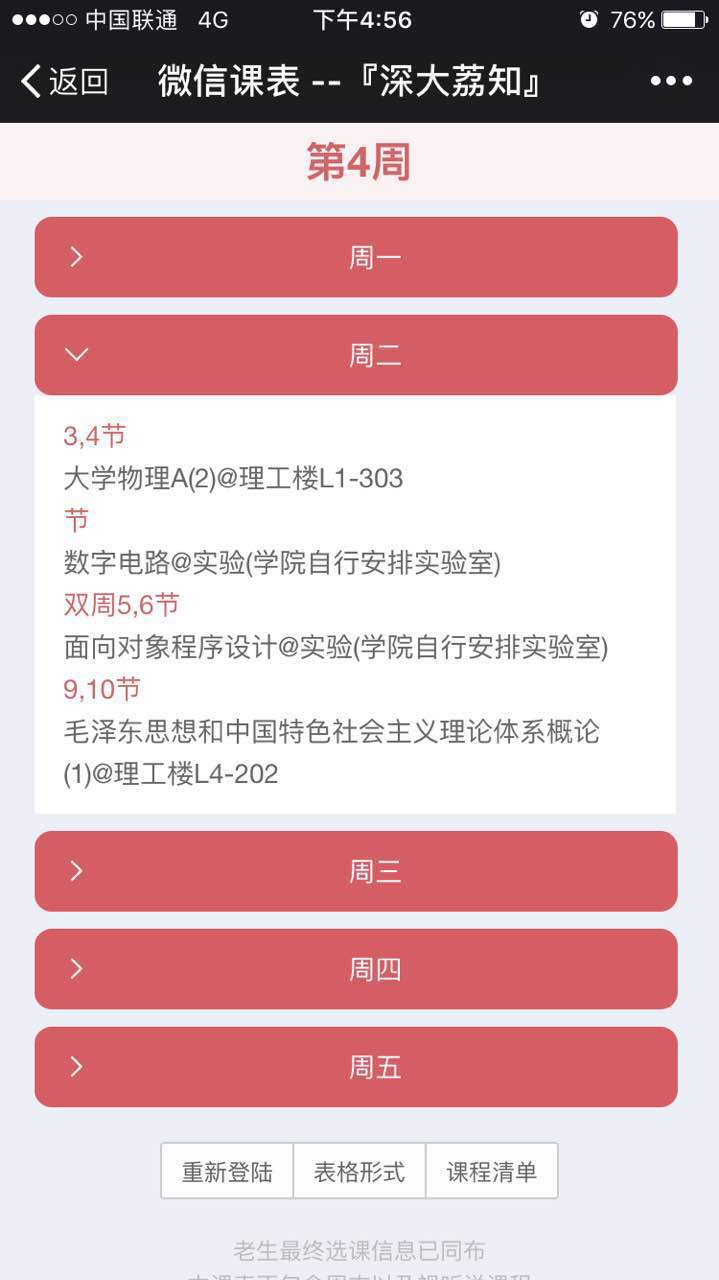 中国联通 4G 下午4:56 76%
返回 微信课表 --『深大荔知』
第4周
周一
周二
3,4节
大学物理A(2)@理工楼L1-303
节
数字电路@实验(学院自行安排实验室)
双周5,6节
面向对象程序设计@实验(学院自行安排实验室)
9,10节
毛泽东思想和中国特色社会主义理论体系概论
(1)@理工楼L4-202
周三
周四
周五
重新登陆 表格形式 课程清单
老生最终选课信息已同布